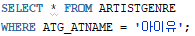 SELECT * FROM ARTISTGENRE
WHERE ATG_ATNAME = '아이유';